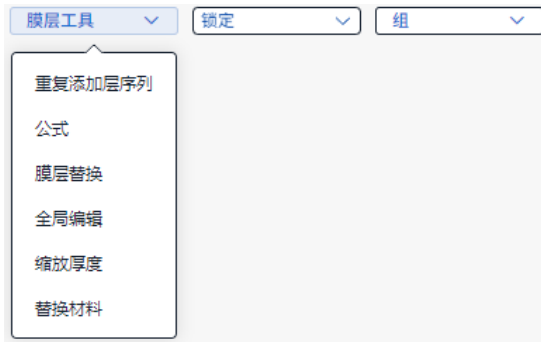 膜层工具 锁定 组
重复添加层序列
公式
膜层替换
全局编辑
缩放厚度
替换材料